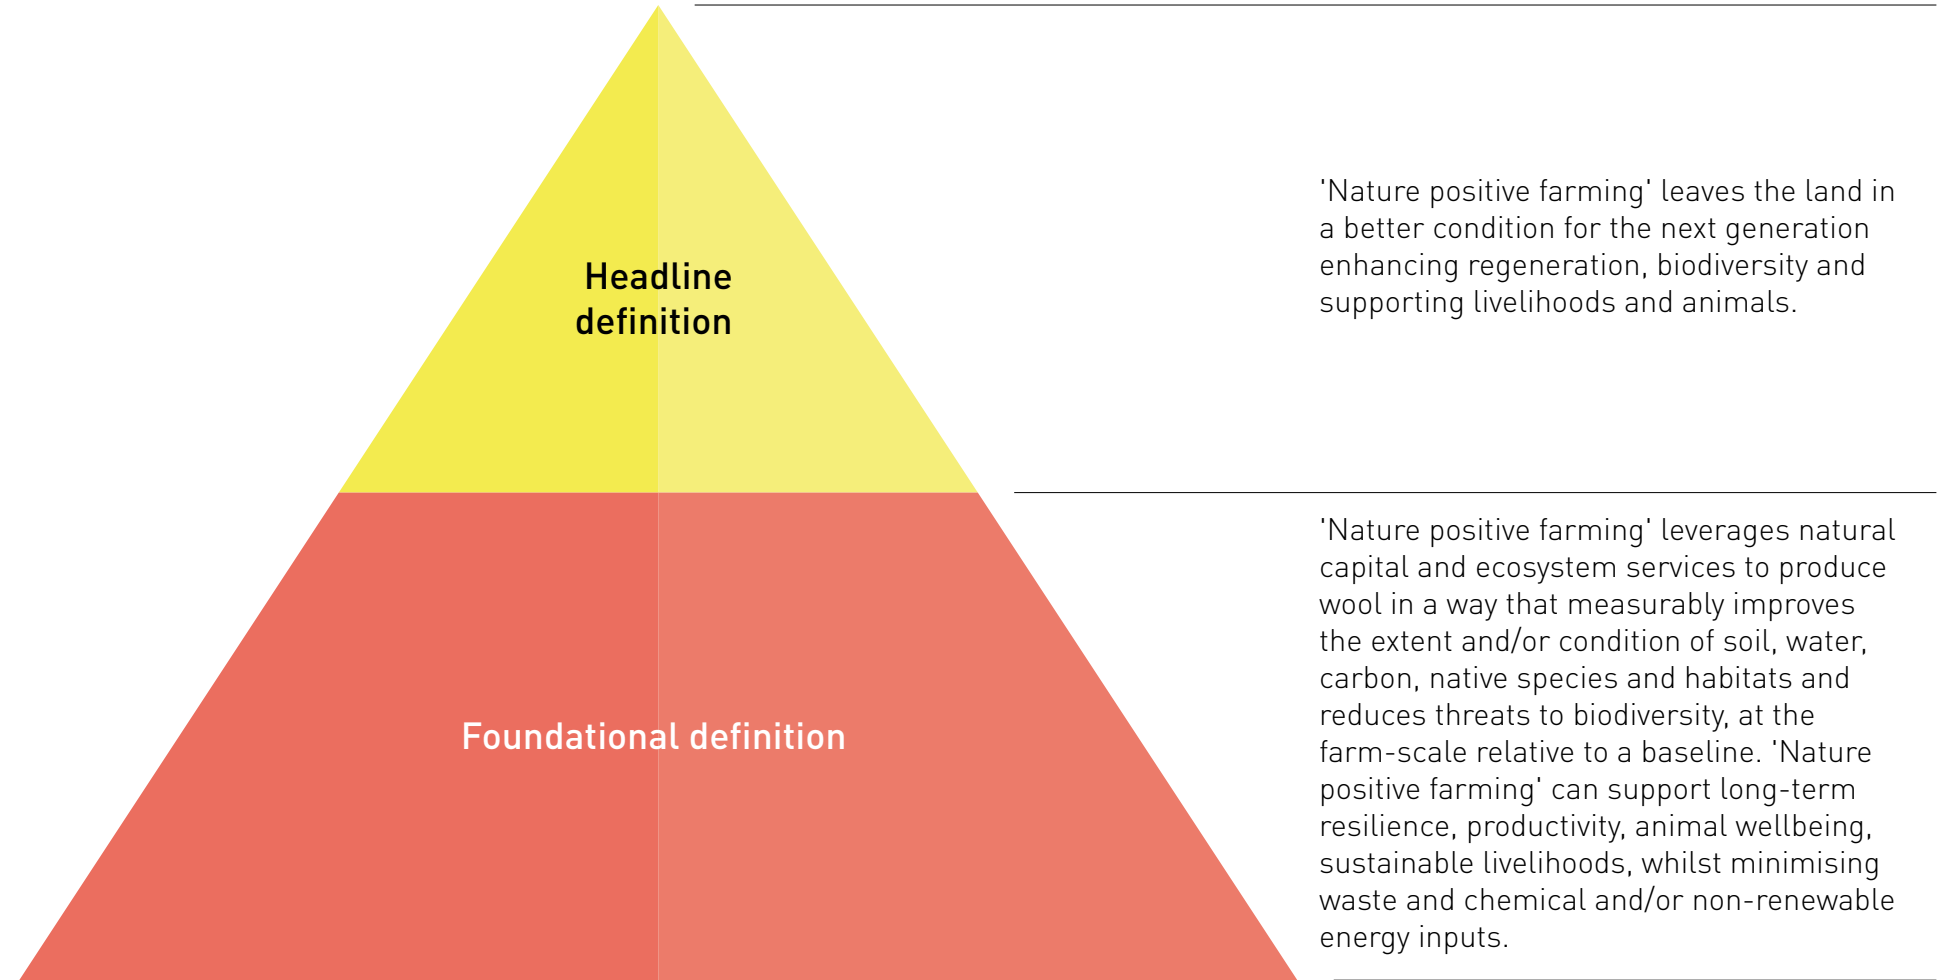 Headline
definition
'Nature positive farming' leaves the land in
a better condition for the next generation
enhancing regeneration, biodiversity and
supporting livelihoods and animals.
Foundational definition
'Nature positive farming' leverages natural
capital and ecosystem services to produce
wool in a way that measurably improves
the extent and/or condition of soil, water,
carbon, native species and habitats and
reduces threats to biodiversity, at the
farm-scale relative to a baseline. 'Nature
positive farming' can support long-term
resilience, productivity, animal wellbeing,
sustainable livelihoods, whilst minimising
waste and chemical and/or non-renewable
energy inputs.